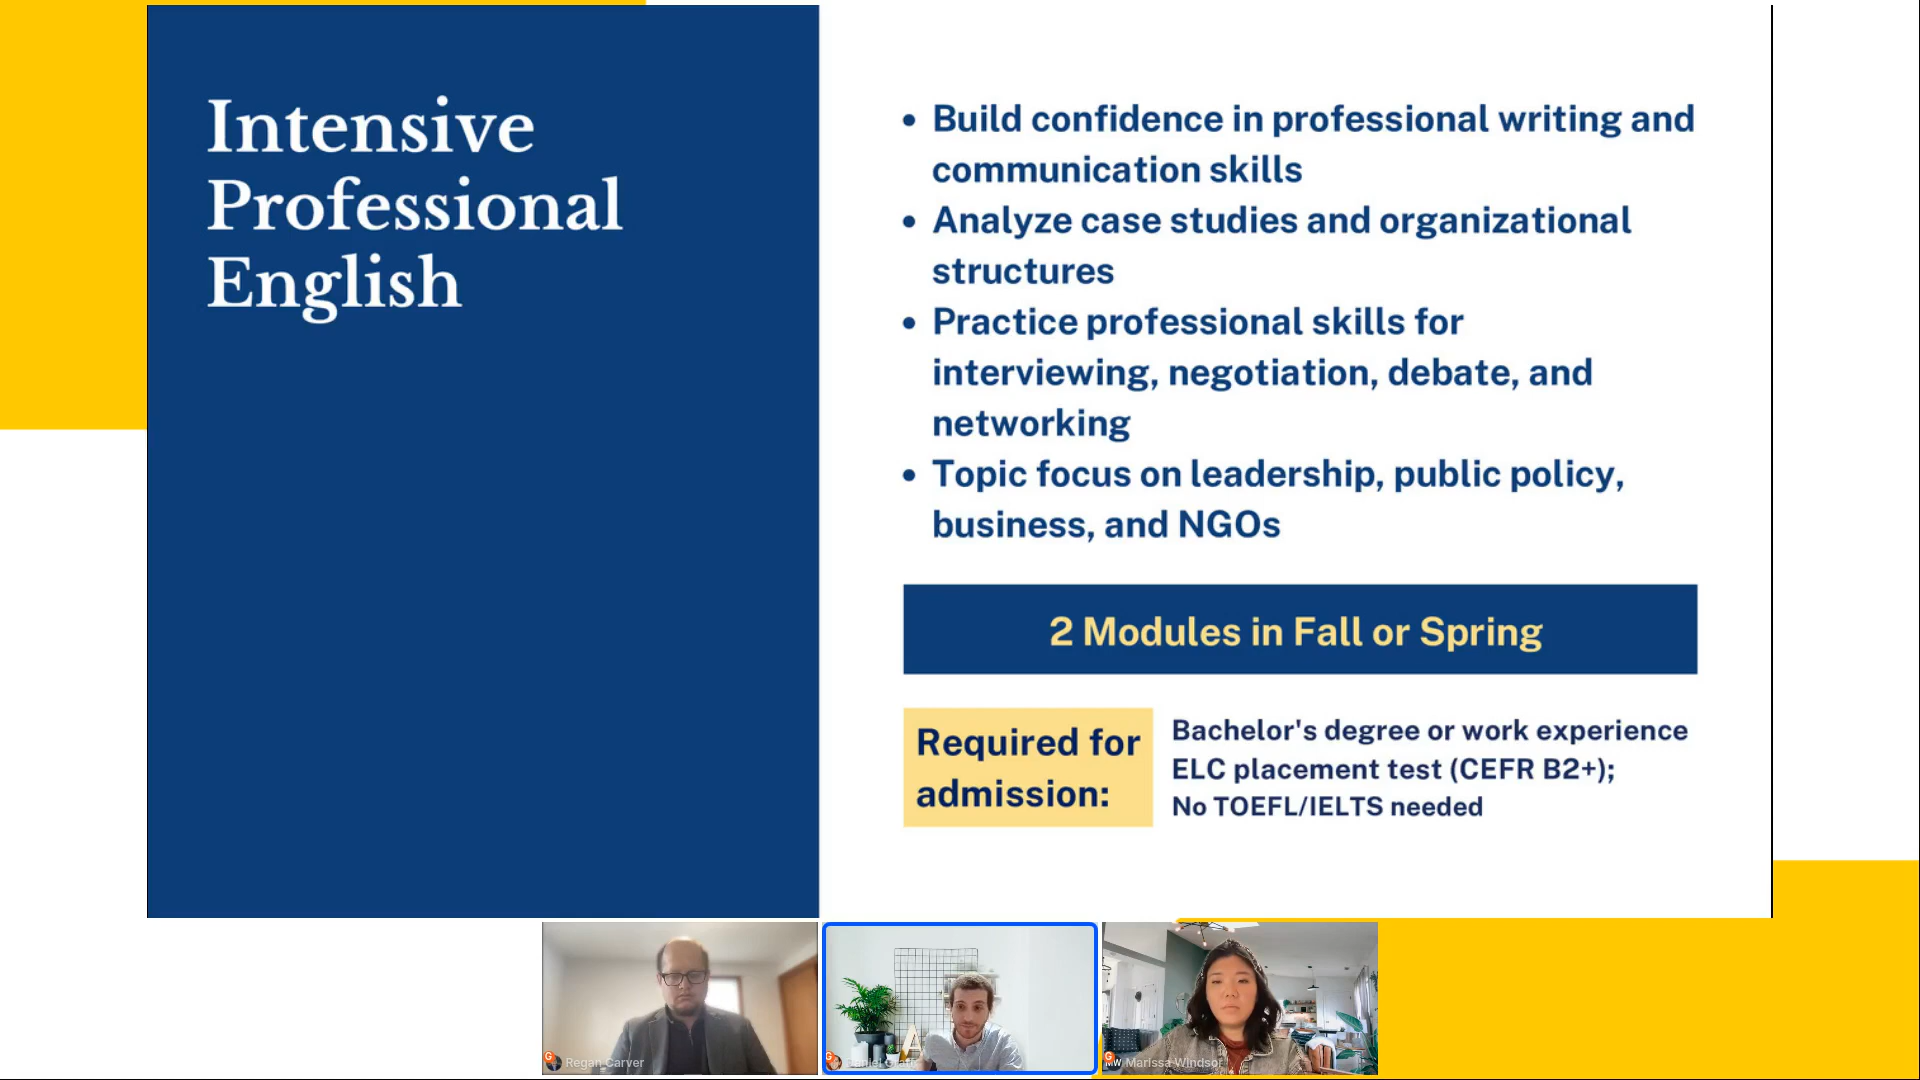 Intensive
Professional
English
• Build confidence in professional writing and
communication skills
• Analyze case studies and organizational
structures
• Practice professional skills for
interviewing, negotiation, debate, and
networking
• Topic focus on leadership, public policy,
business, and NGOs
2 Modules in Fall or Spring
Required for
admission:
Bachelor's degree or work experience
ELC placement test (CEFR B2+);
No TOEFL/IELTS needed
G Regan Carver
G
G MW Marissa Windsor